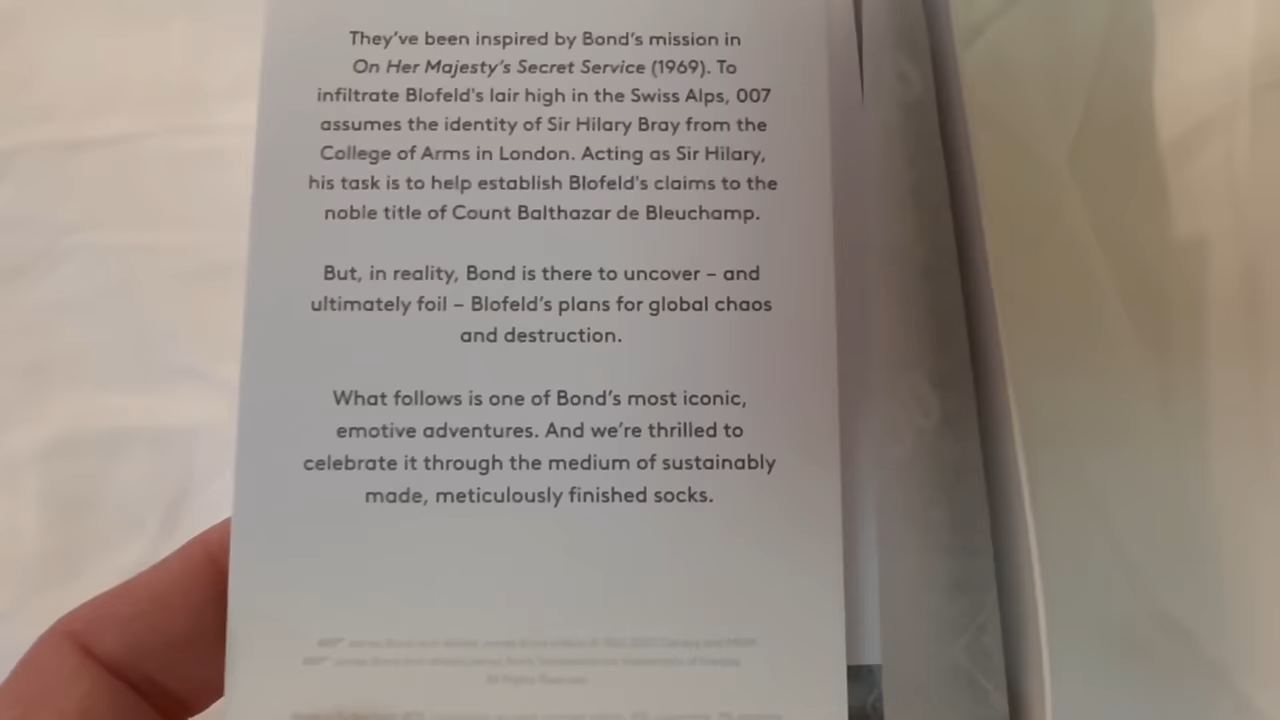 They've been inspired by Bond's mission in
On Her Majesty's Secret Service (1969). To
infiltrate Blofeld's lair high in the Swiss Alps, 007
assumes the identity of Sir Hilary Bray from the
College of Arms in London. Acting as Sir Hilary,
his task is to help establish Blofeld's claims to the
noble title of Count Balthazar de Bleuchamp.
But, in reality, Bond is there to uncover – and
ultimately foil – Blofeld's plans for global chaos
and destruction.
What follows is one of Bond's most iconic,
emotive adventures. And we're thrilled to
celebrate it through the medium of sustainably
made, meticulously finished socks.
All Rights Reserved